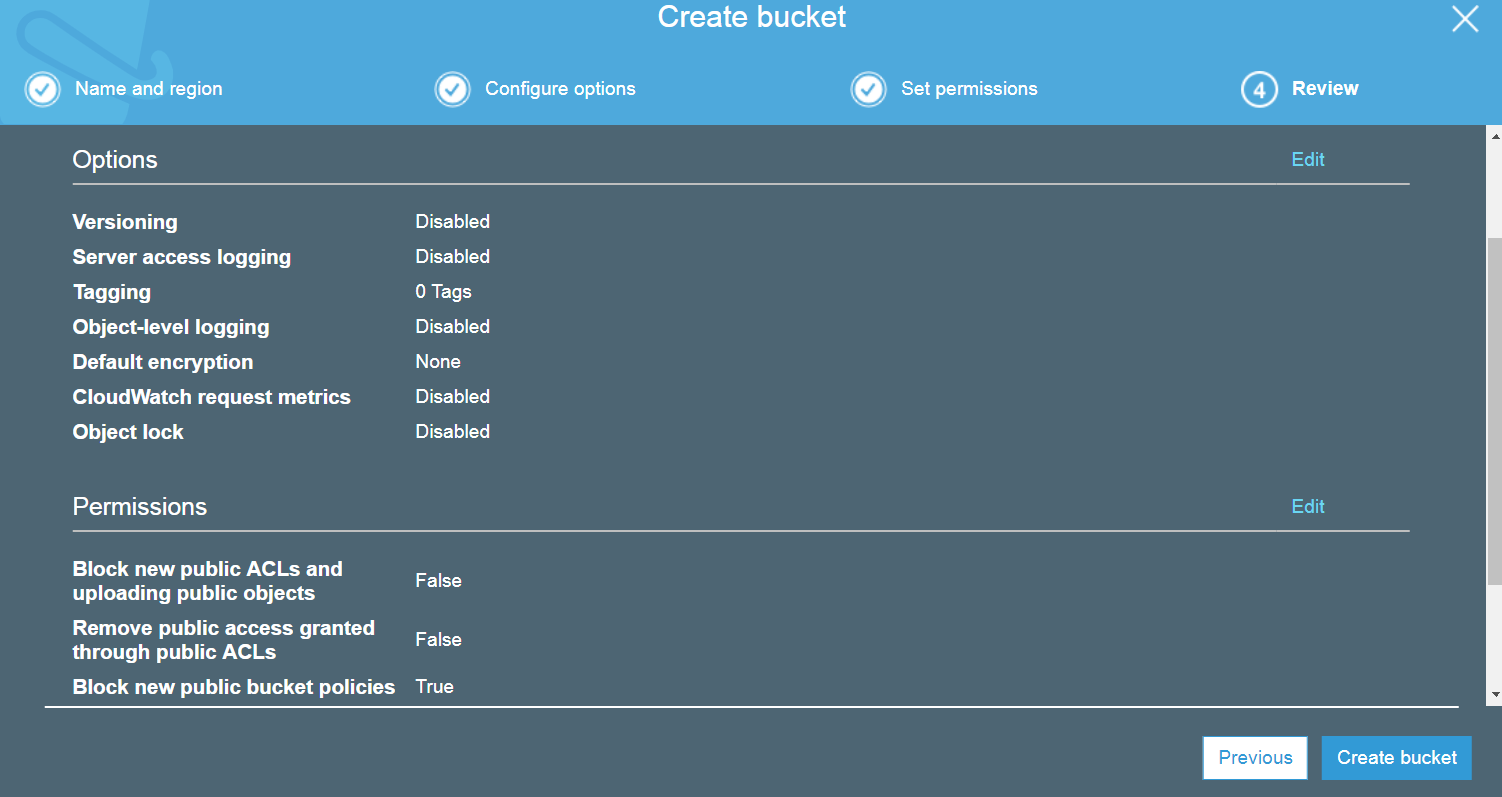 Create bucket
Name and region
Configure options
Set permissions
4 Review
Options Edit
Versioning Disabled
Server access logging Disabled
Tagging 0 Tags
Object-level logging Disabled
Default encryption None
CloudWatch request metrics Disabled
Object lock Disabled
Permissions Edit
Block new public ACLs and
uploading public objects False
Remove public access granted
through public ACLs False
Block new public bucket policies True
Previous Create bucket